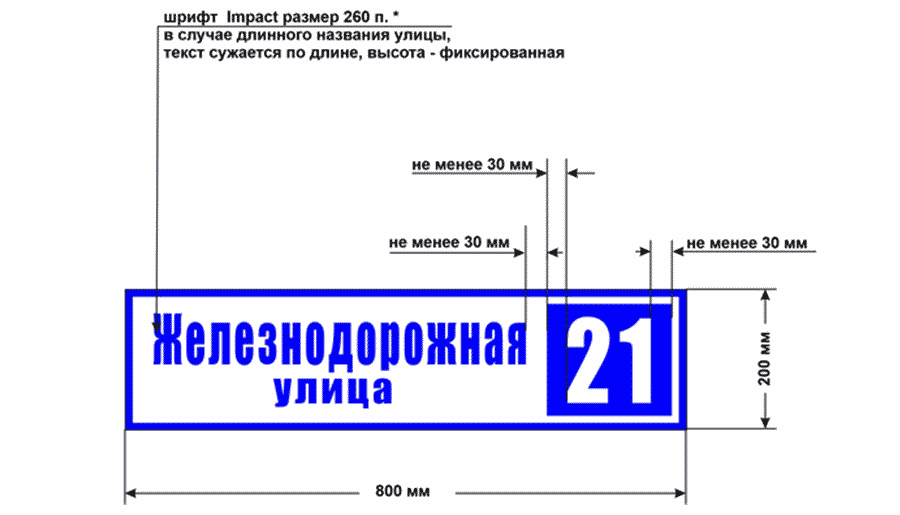 шрифт Impact размер 260 п. *
в случае длинного названия улицы,
текст сужается по длине, высота - фиксированная
не менее 30 мм
не менее 30 мм
не менее 30 мм
Железнодорожная
улица
21
200 мм
800 мм